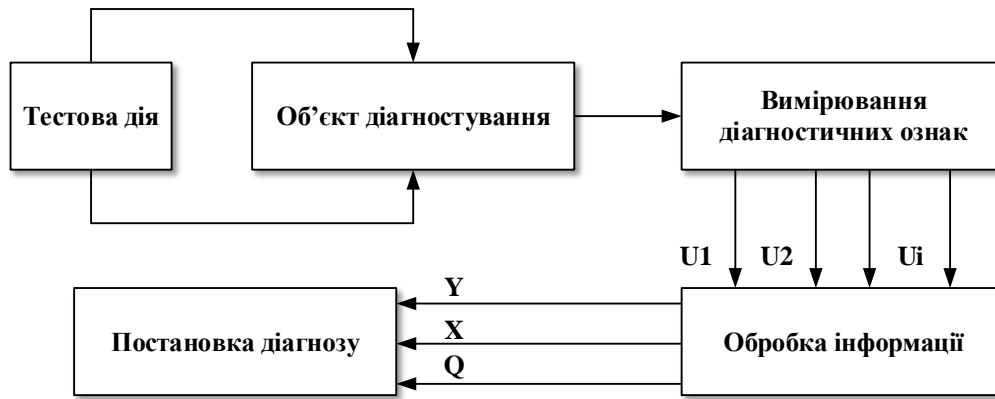 Тестова дія
Об’єкт діагностування
Вимірювання
діагностичних ознак
U1
U2
Ui
Y
X
Q
Постановка діагнозу
Обробка інформації